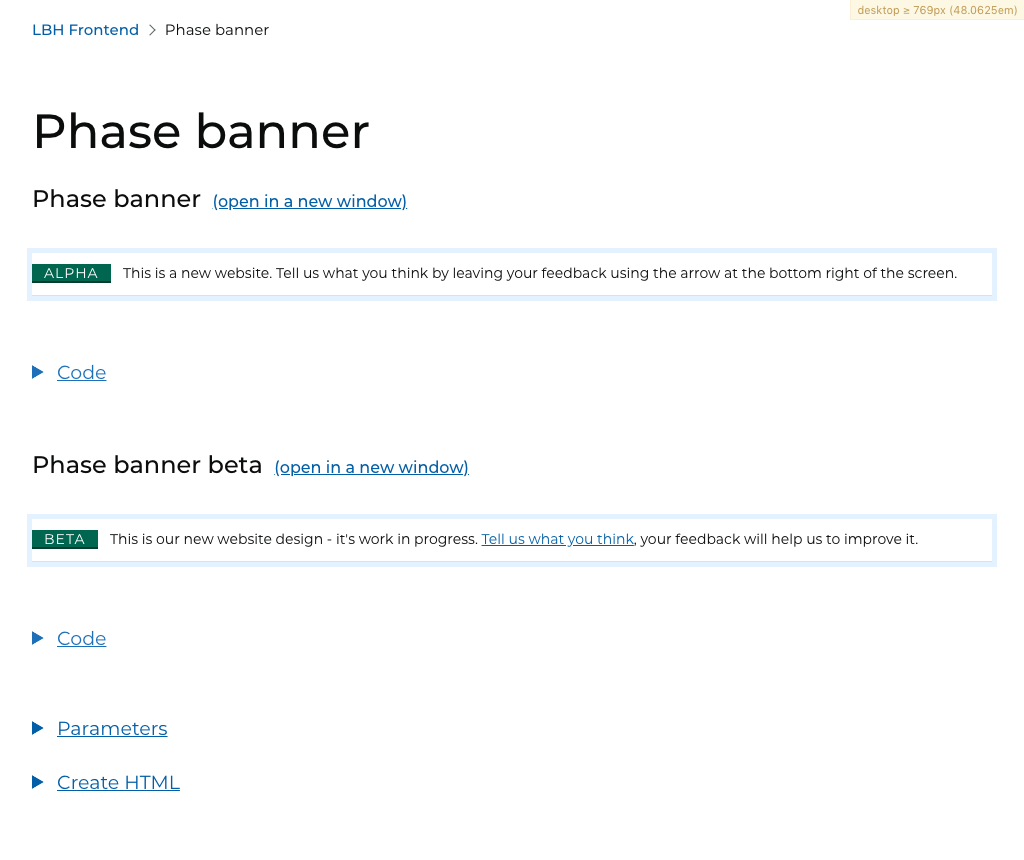 desktop ≥ 769px (48.0625em)
LBH Frontend > Phase banner
Phase banner
Phase banner (open in a new window)
ALPHA This is a new website. Tell us what you think by leaving your feedback using the arrow at the bottom right of the screen.
Code
Phase banner beta (open in a new window)
BETA This is our new website design - it's work in progress. Tell us what you think, your feedback will help us to improve it.
Code
Parameters
Create HTML